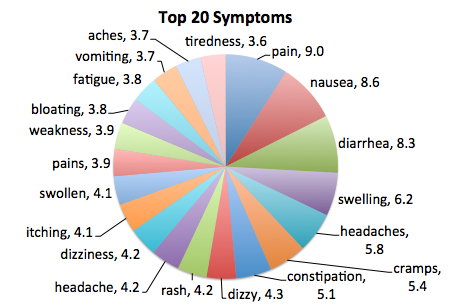 Top 20 Symptoms
pain, 9.0
nausea, 8.6
diarrhea, 8.3
swelling, 6.2
headaches,
5.8
cramps,
5.4
constipation,
5.1
dizzy, 4.3
rash, 4.2
headache, 4.2
dizziness, 4.2
itching, 4.1
swollen, 4.1
pains, 3.9
weakness, 3.9
bloating, 3.8
fatigue, 3.8
vomiting, 3.7
aches, 3.7
tiredness, 3.6